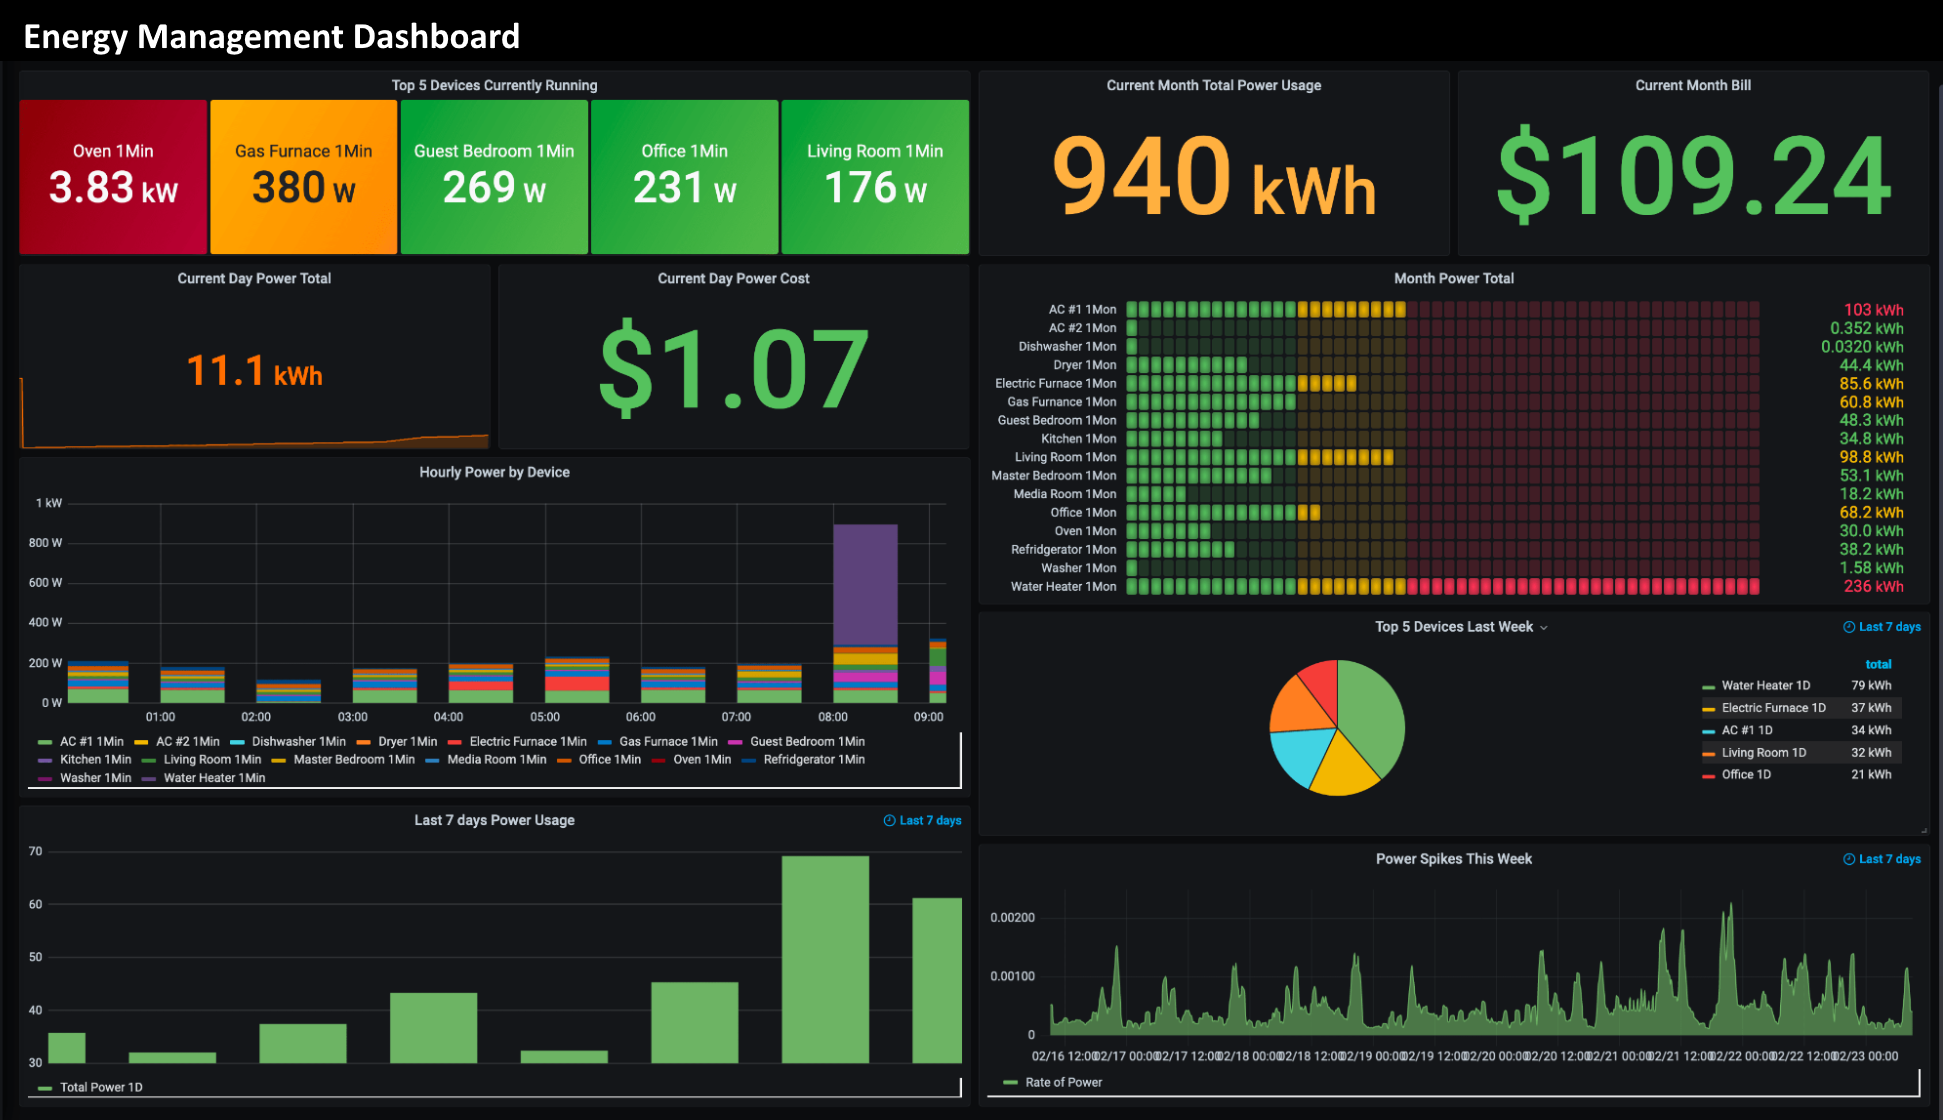 Energy Management Dashboard
Top 5 Devices Currently Running
Oven 1Min
3.83 kW
Gas Furnace 1Min
380 W
Guest Bedroom 1Min
269 W
Office 1Min
231 W
Living Room 1Min
176 W
Current Month Total Power Usage
940 kWh
Current Month Bill
$109.24
Current Day Power Total
11.1 kWh
Current Day Power Cost
$1.07
Month Power Total
AC #1 1Mon 103 kWh
AC #2 1Mon 0.352 kWh
Dishwasher 1Mon 0.0320 kWh
Dryer 1Mon 44.4 kWh
Electric Furnace 1Mon 85.6 kWh
Gas Furnance 1Mon 60.8 kWh
Guest Bedroom 1Mon 48.3 kWh
Kitchen 1Mon 34.8 kWh
Living Room 1Mon 98.8 kWh
Master Bedroom 1Mon 53.1 kWh
Media Room 1Mon 18.2 kWh
Office 1Mon 68.2 kWh
Oven 1Mon 30.0 kWh
Refridgerator 1Mon 38.2 kWh
Washer 1Mon 1.58 kWh
Water Heater 1Mon 236 kWh
Hourly Power by Device
1 kW
800 W
600 W
400 W
200 W
0 W
01:00 02:00 03:00 04:00 05:00 06:00 07:00 08:00 09:00
AC #1 1Min AC #2 1Min Dishwasher 1Min Dryer 1Min Electric Furnace 1Min Gas Furnace 1Min Guest Bedroom 1Min
Kitchen 1Min Living Room 1Min Master Bedroom 1Min Media Room 1Min Office 1Min Oven 1Min Refridgerator 1Min
Washer 1Min Water Heater 1Min
Top 5 Devices Last Week Last 7 days
total
Water Heater 1D 79 kWh
Electric Furnace 1D 37 kWh
AC #1 1D 34 kWh
Living Room 1D 32 kWh
Office 1D 21 kWh
Last 7 days Power Usage Last 7 days
70
60
50
40
30
Total Power 1D
Power Spikes This Week Last 7 days
0.00200
0.00100
0
02/16 12:00 02/17 00:00 02/17 12:00 02/18 00:00 02/18 12:00 02/19 00:00 02/19 12:00 02/20 00:00 02/20 12:00 02/21 00:00 02/21 12:00 02/22 00:00 02/22 12:00 02/23 00:00
Rate of Power